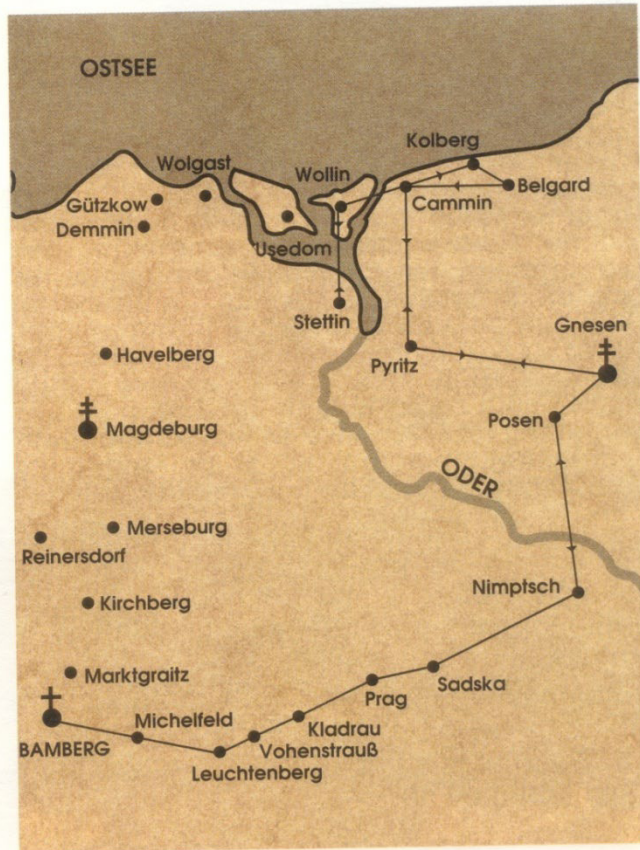 OSTSEE
Kolberg
Wolgast
Wollin
Belgard
Gützkow
Cammin
Demmin
Usedom
Stettin
Gnesen
Havelberg
Pyritz
Posen
Magdeburg
ODER
Merseburg
Reinersdorf
Nimptsch
Kirchberg
Marktgraitz
Sadska
Prag
Michelfeld
Kladrau
BAMBERG
Vohenstrauß
Leuchtenberg